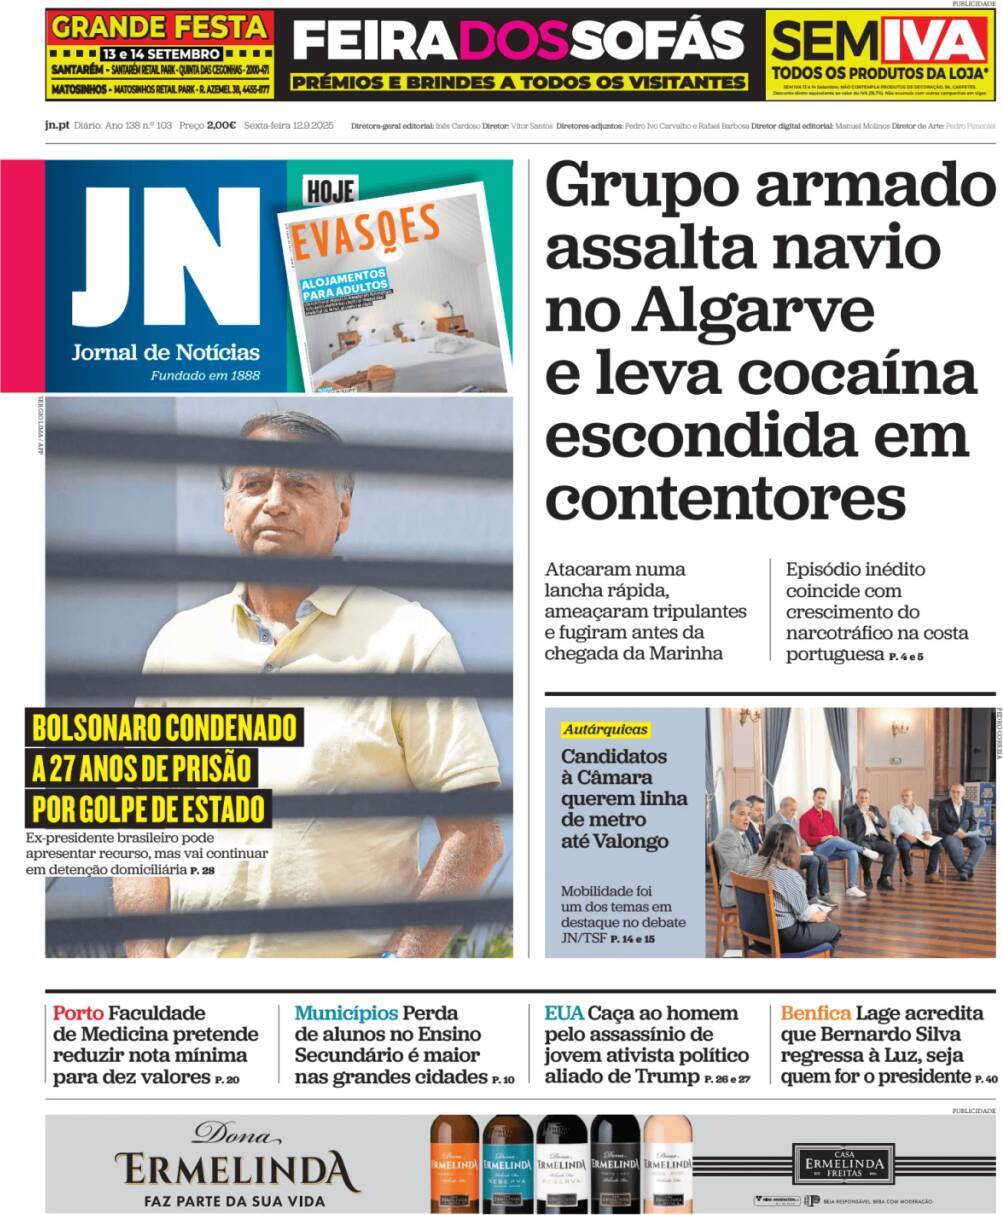 PUBLICIDADE
GRANDE FESTA
13 e 14 SETEMBRO
SANTARÉM - SANTARÉM RETAIL PARK - QUINTA DAS CEGONHAS - 2000-471
MATOSINHOS - MATOSINHOS RETAIL PARK - R. AZEMEL 38, 4455-877
FEIRADOSSOFÁS
PRÉMIOS E BRINDES A TODOS OS VISITANTES
SEMIVA
TODOS OS PRODUTOS DA LOJA*
jn.pt Diário. Ano 138 n.º 103 Preço 2,00€ Sexta-feira 12.9.2025
Diretora-geral editorial: Inês Cardoso Diretor: Vítor Santos Diretores-adjuntos: Pedro Ivo Carvalho e Rafael Barbosa Diretor digital editorial: Manuel Molinos Diretor de Arte: Pedro Pimentel
JN
Jornal de Notícias
Fundado em 1888
HOJE
EVASÕES
ALOJAMENTOS
PARA ADULTOS
Grupo armado
assalta navio
no Algarve
e leva cocaína
escondida em
contentores
Atacaram numa
lancha rápida,
ameaçaram tripulantes
e fugiram antes da
chegada da Marinha
Episódio inédito
coincide com
crescimento do
narcotráfico na costa
portuguesa P. 4 e 5
BOLSONARO CONDENADO
A 27 ANOS DE PRISÃO
POR GOLPE DE ESTADO
Ex-presidente brasileiro pode
apresentar recurso, mas vai continuar
em detenção domiciliária P. 28
Autárquicas
Candidatos
à Câmara
querem linha
de metro
até Valongo
Mobilidade foi
um dos temas em
destaque no debate
JN/TSF P. 14 e 15
Porto Faculdade
de Medicina pretende
reduzir nota mínima
para dez valores P. 20
Municípios Perda
de alunos no Ensino
Secundário é maior
nas grandes cidades P. 10
EUA Caça ao homem
pelo assassínio de
jovem ativista político
aliado de Trump P. 26 e 27
Benfica Lage acredita
que Bernardo Silva
regressa à Luz, seja
quem for o presidente P. 40
PUBLICIDADE
Dona
ERMELINDA
FAZ PARTE DA SUA VIDA
Dona
ERMELINDA
RESERVA
CASA
ERMELINDA
FREITAS
SEJA RESPONSÁVEL. BEBA COM MODERAÇÃO